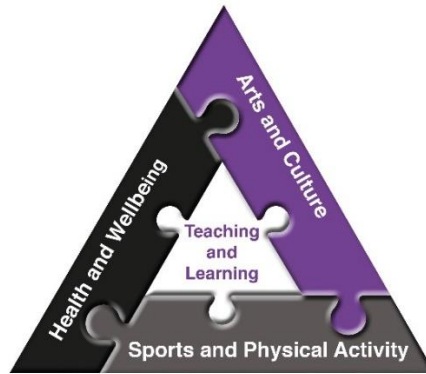 Arts and Culture
Health and Wellbeing
Teaching
and
Learning
Sports and Physical Activity